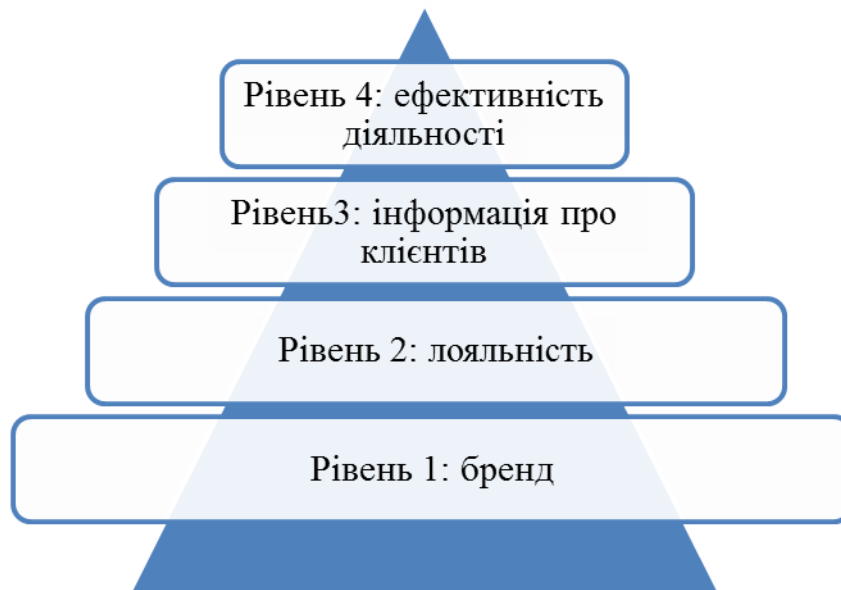 Рівень 4: ефективність
діяльності
Рівень3: інформація про
клієнтів
Рівень 2: лояльність
Рівень 1: бренд